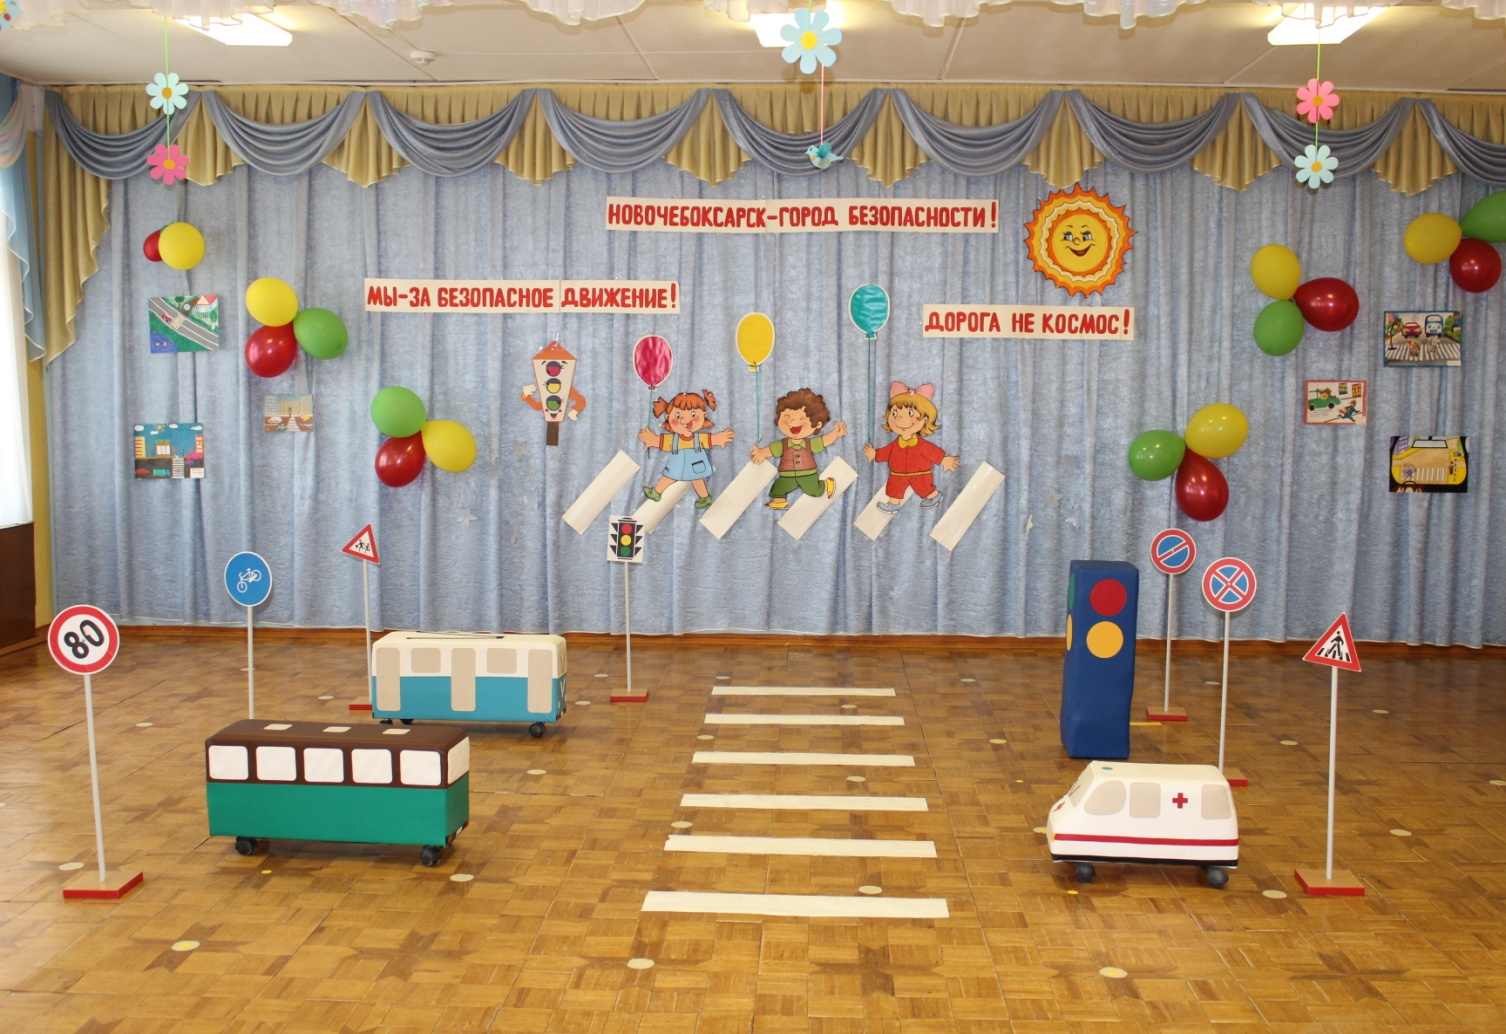 НОВОЧЕБОКСАРСК-ГОРОД БЕЗОПАСНОСТИ!
МЫ-ЗА БЕЗОПАСНОЕ ДВИЖЕНИЕ!
ДОРОГА НЕ КОСМОС!
80